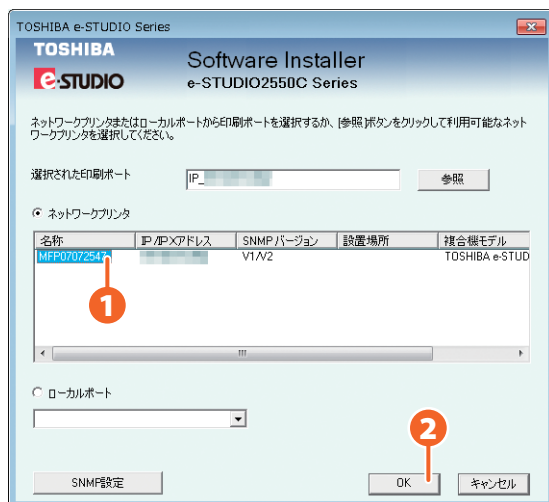 TOSHIBA e-STUDIO Series
TOSHIBA
e-STUDIO
Software Installer
e-STUDIO2550C Series
ネットワークプリンタまたはローカルポートから印刷ポートを選択するか、[参照]ボタンをクリックして利用可能なネット
ワークプリンタを選択してください。
選択された印刷ポート
IP_
参照
ネットワークプリンタ
名称 IP/IPXアドレス SNMPバージョン 設置場所 複合機モデル
MFP07072547 V1/V2 TOSHIBA e-STUD
1
ローカルポート
2
SNMP設定 OK キャンセル